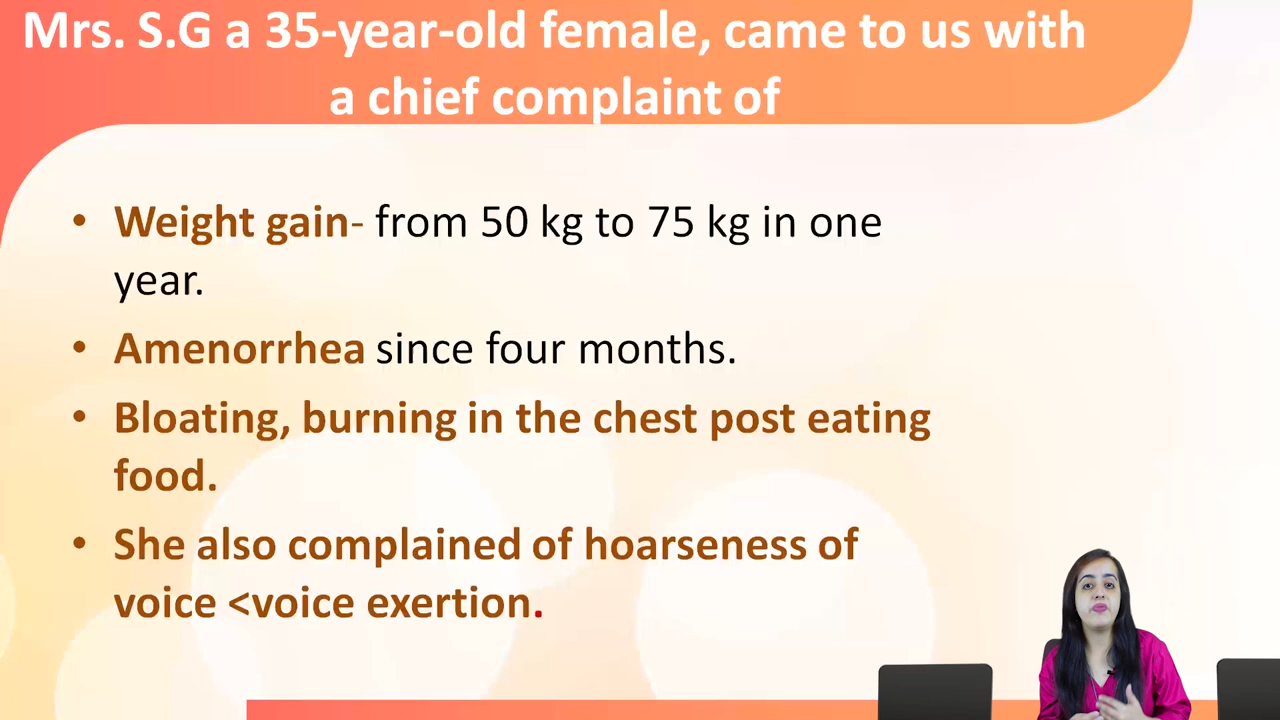 Mrs. S.G a 35-year-old female, came to us with
a chief complaint of
• Weight gain- from 50 kg to 75 kg in one
year.
• Amenorrhea since four months.
• Bloating, burning in the chest post eating
food.
• She also complained of hoarseness of
voice <voice exertion.